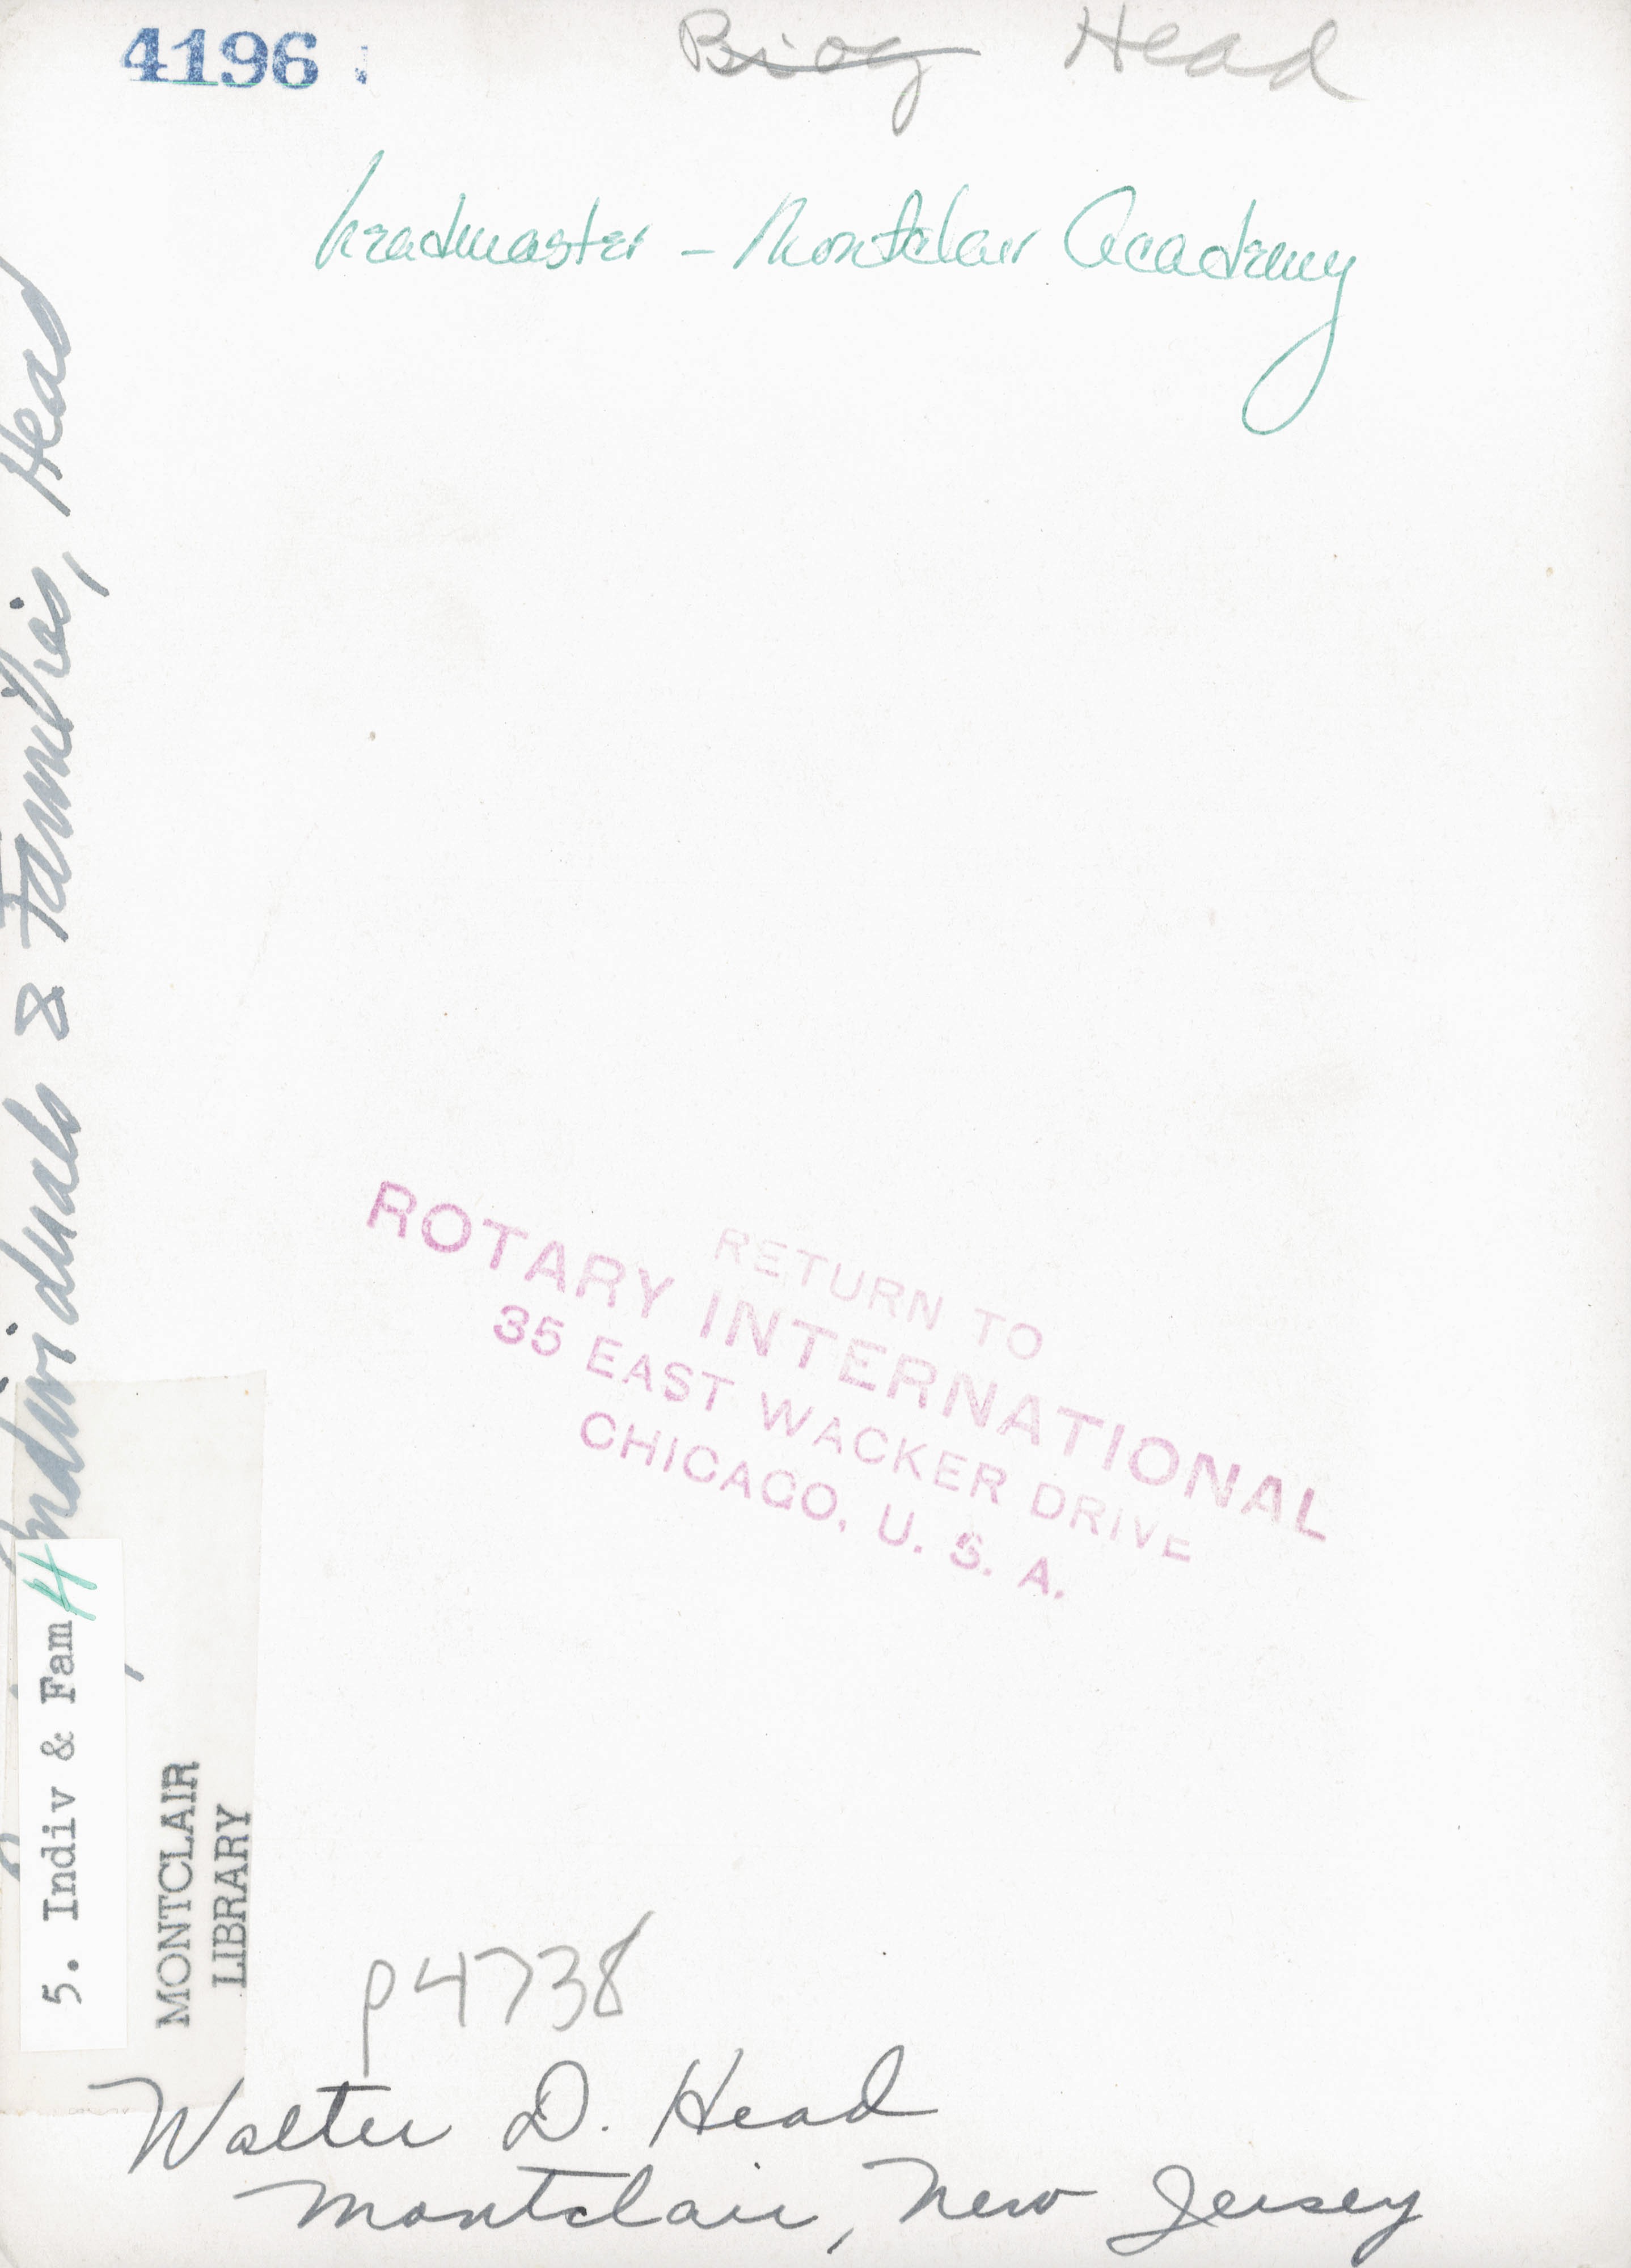 4196
Biog Head
headmaster - Montclair Academy
Individuals & Families, Head
RETURN TO
ROTARY INTERNATIONAL
35 EAST WACKER DRIVE
CHICAGO, U. S. A.
5. Indiv & Fam H
MONTCLAIR
LIBRARY
p4738
Walter D. Head
Montclair, New Jersey